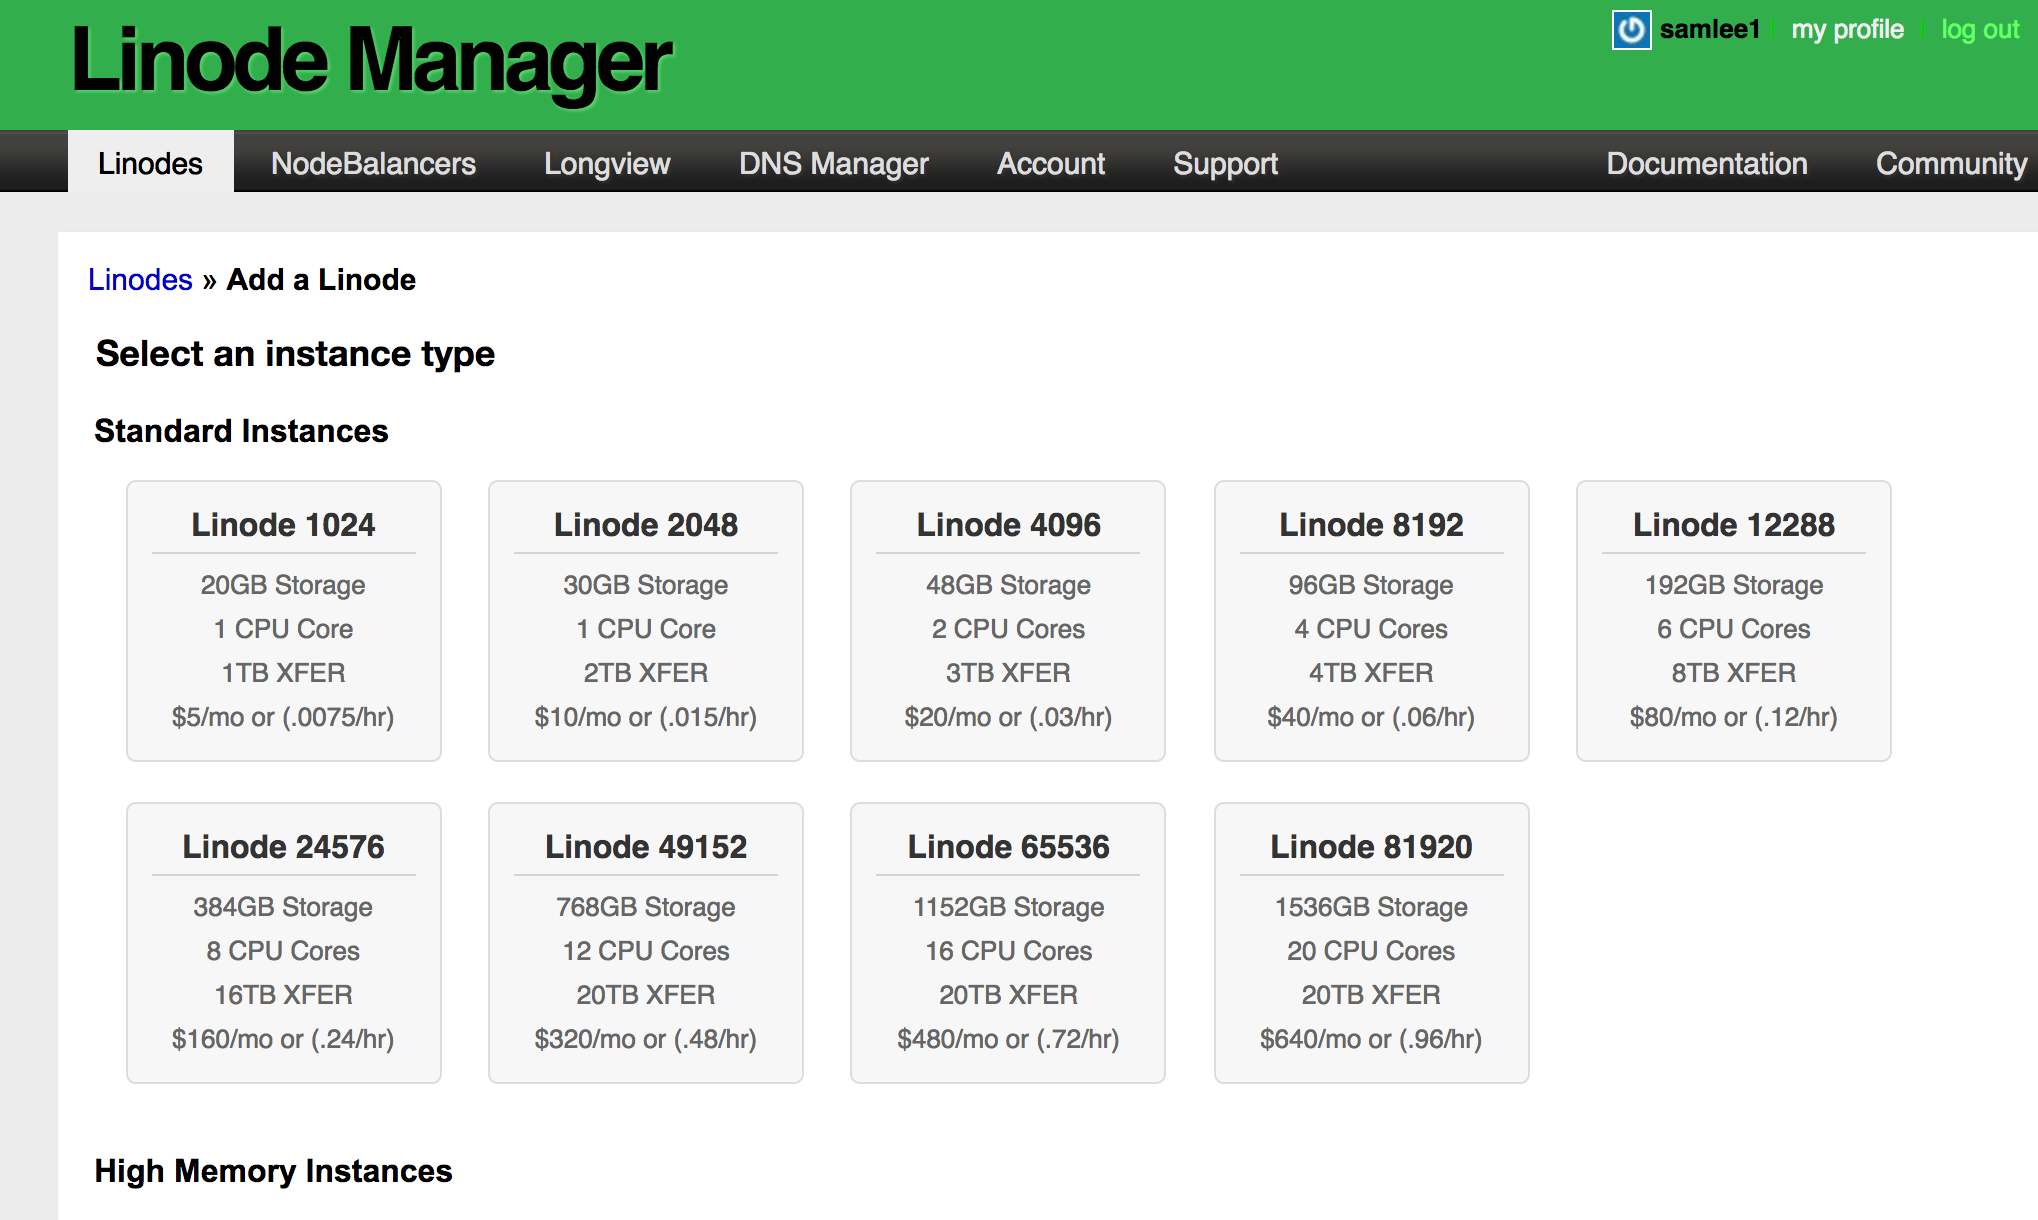 Linode Manager
samlee1 my profile log out
Linodes NodeBalancers Longview DNS Manager Account Support Documentation Community
Linodes » Add a Linode
Select an instance type
Standard Instances
Linode 1024
20GB Storage
1 CPU Core
1TB XFER
$5/mo or (.0075/hr)
Linode 2048
30GB Storage
1 CPU Core
2TB XFER
$10/mo or (.015/hr)
Linode 4096
48GB Storage
2 CPU Cores
3TB XFER
$20/mo or (.03/hr)
Linode 8192
96GB Storage
4 CPU Cores
4TB XFER
$40/mo or (.06/hr)
Linode 12288
192GB Storage
6 CPU Cores
8TB XFER
$80/mo or (.12/hr)
Linode 24576
384GB Storage
8 CPU Cores
16TB XFER
$160/mo or (.24/hr)
Linode 49152
768GB Storage
12 CPU Cores
20TB XFER
$320/mo or (.48/hr)
Linode 65536
1152GB Storage
16 CPU Cores
20TB XFER
$480/mo or (.72/hr)
Linode 81920
1536GB Storage
20 CPU Cores
20TB XFER
$640/mo or (.96/hr)
High Memory Instances